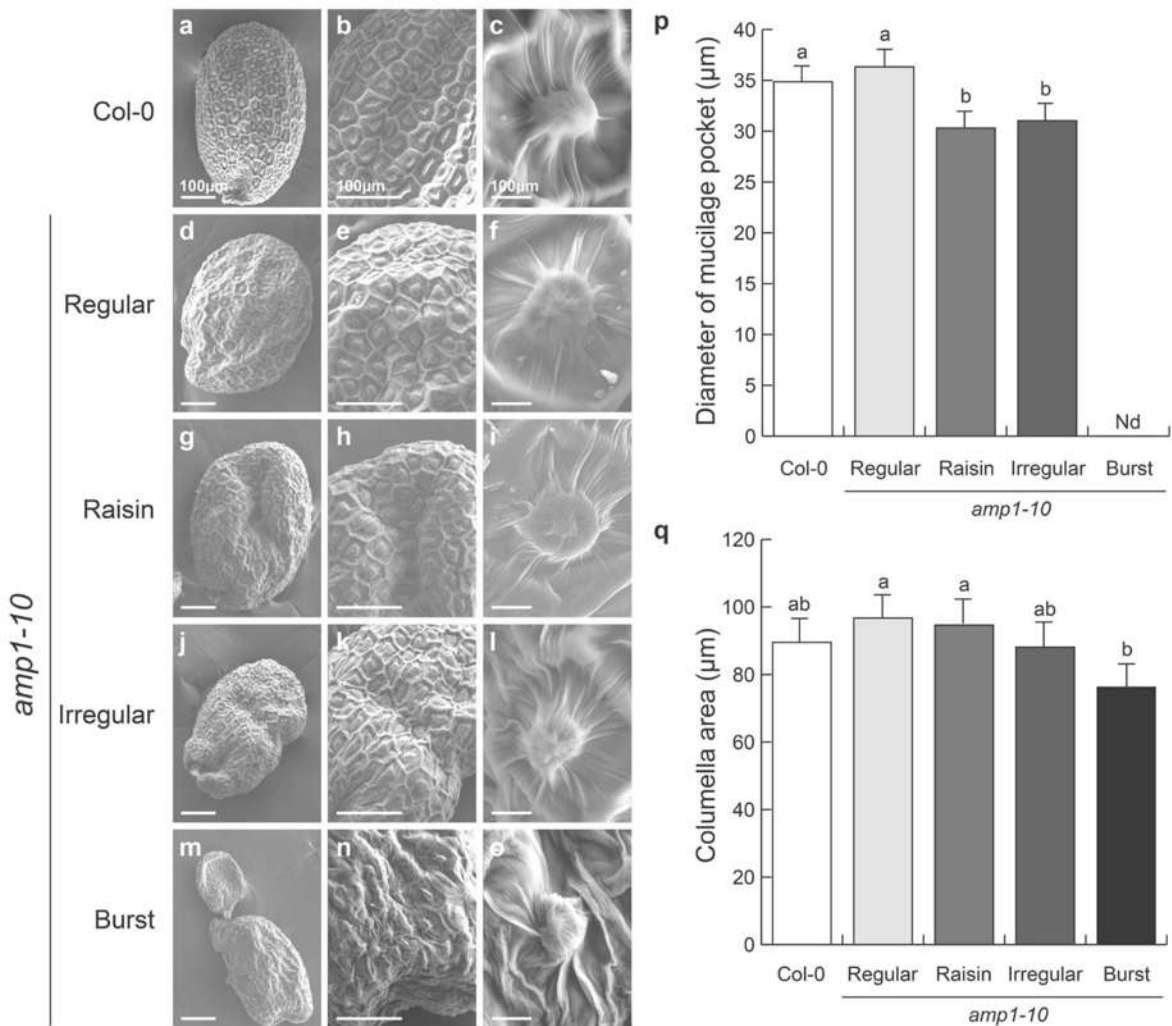 a
b
c
Col-0
100µm
100µm
100µm
d
e
f
Regular
g
h
i
Raisin
j
k
l
Irregular
m
n
o
Burst
amp1-10
p
Diameter of mucilage pocket (µm)
40
35
30
25
20
15
10
5
0
a
a
b
b
Nd
Col-0 Regular Raisin Irregular Burst
amp1-10
q
Columella area (µm)
120
100
80
60
40
20
0
ab
a
a
ab
b
Col-0 Regular Raisin Irregular Burst
amp1-10